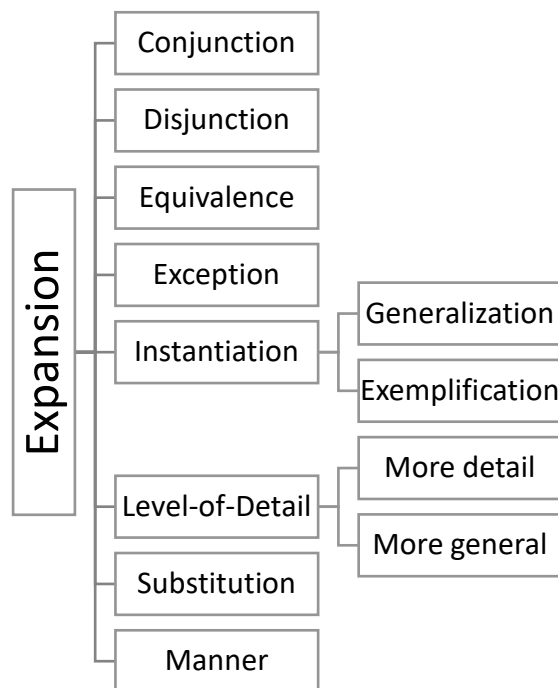 Expansion
Conjunction
Disjunction
Equivalence
Exception
Instantiation
Generalization
Exemplification
Level-of-Detail
More detail
More general
Substitution
Manner